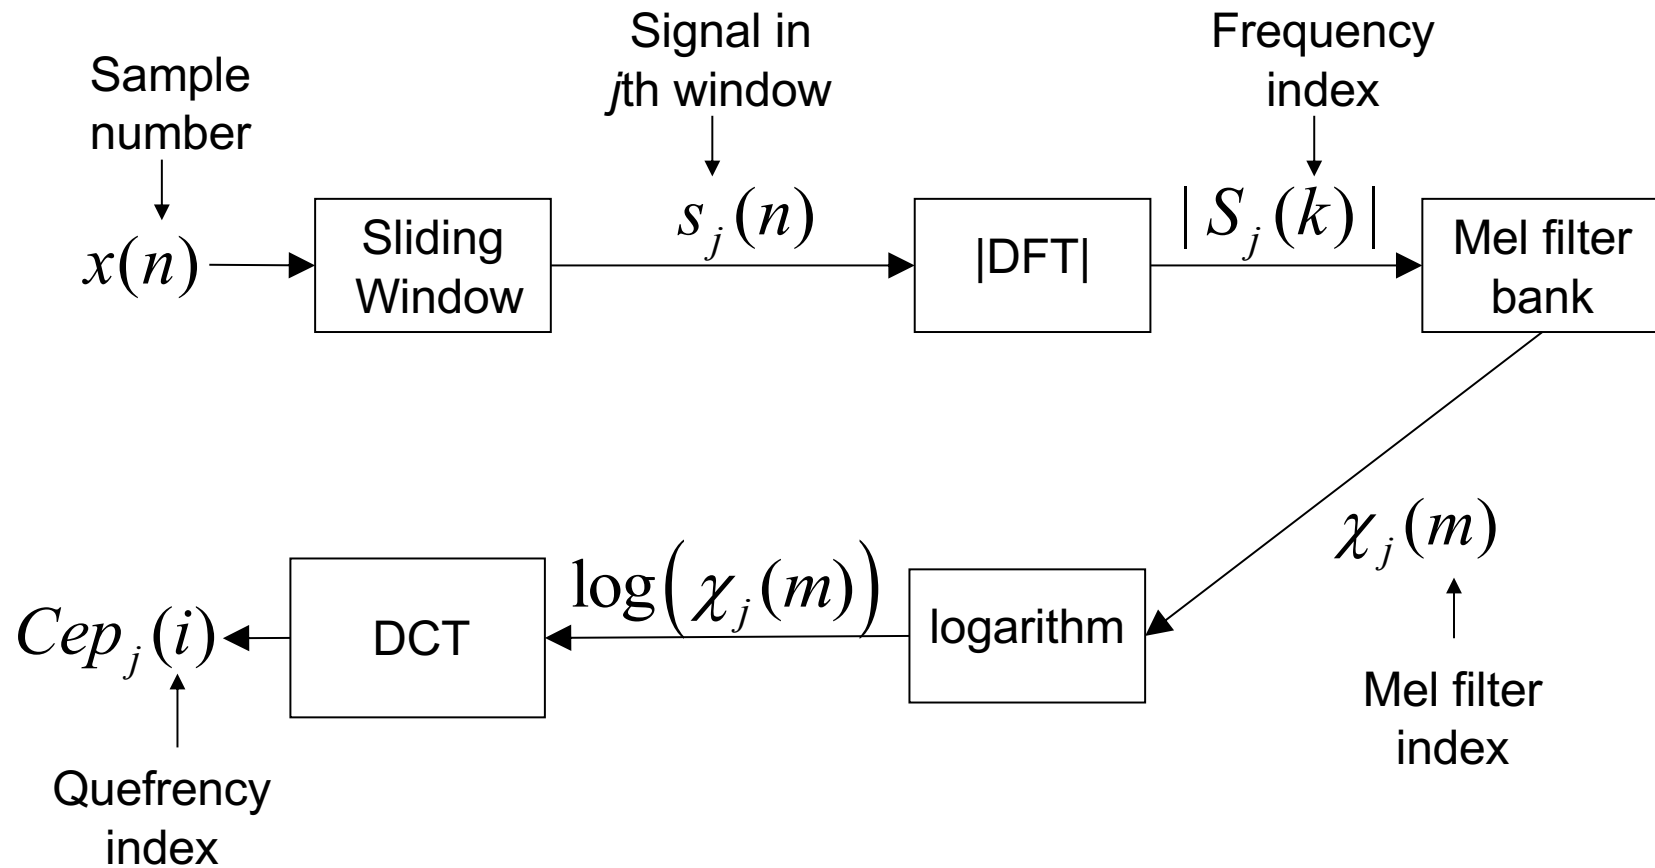 Sample
number
Signal in
jth window
Frequency
index
x(n)
Sliding
Window
s_j(n)
|DFT|
|S_j(k)|
Mel filter
bank
χ_j(m)
Mel filter
index
logarithm
log(χ_j(m))
DCT
Cep_j(i)
Quefrency
index